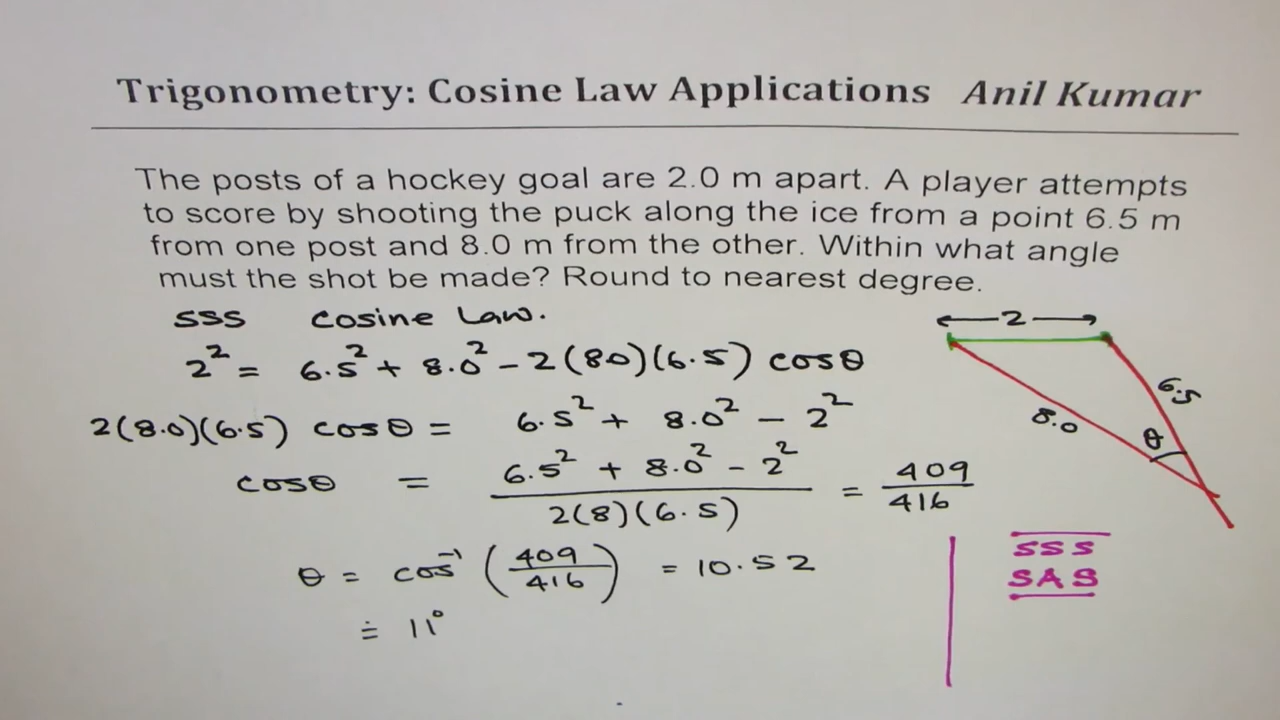 Trigonometry: Cosine Law Applications Anil Kumar
The posts of a hockey goal are 2.0 m apart. A player attempts
to score by shooting the puck along the ice from a point 6.5 m
from one post and 8.0 m from the other. Within what angle
must the shot be made? Round to nearest degree.
SSS Cosine Law.
2² = 6.5² + 8.0² - 2(80)(6.5) cosθ
2(8.0)(6.5) cosθ = 6.5² + 8.0² - 2²
cosθ = 6.5² + 8.0² - 2² / 2(8)(6.5) = 409/416
θ = cos⁻¹(409/416) = 10.52
≐ 11°
2
6.5
8.0
θ
SSS
SAS